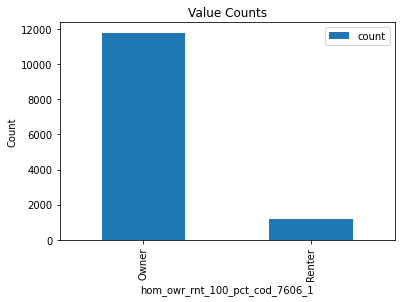 Value Counts
count
12000
10000
8000
6000
4000
2000
0
Count
Owner
Renter
hom_owr_rnt_100_pct_cod_7606_1